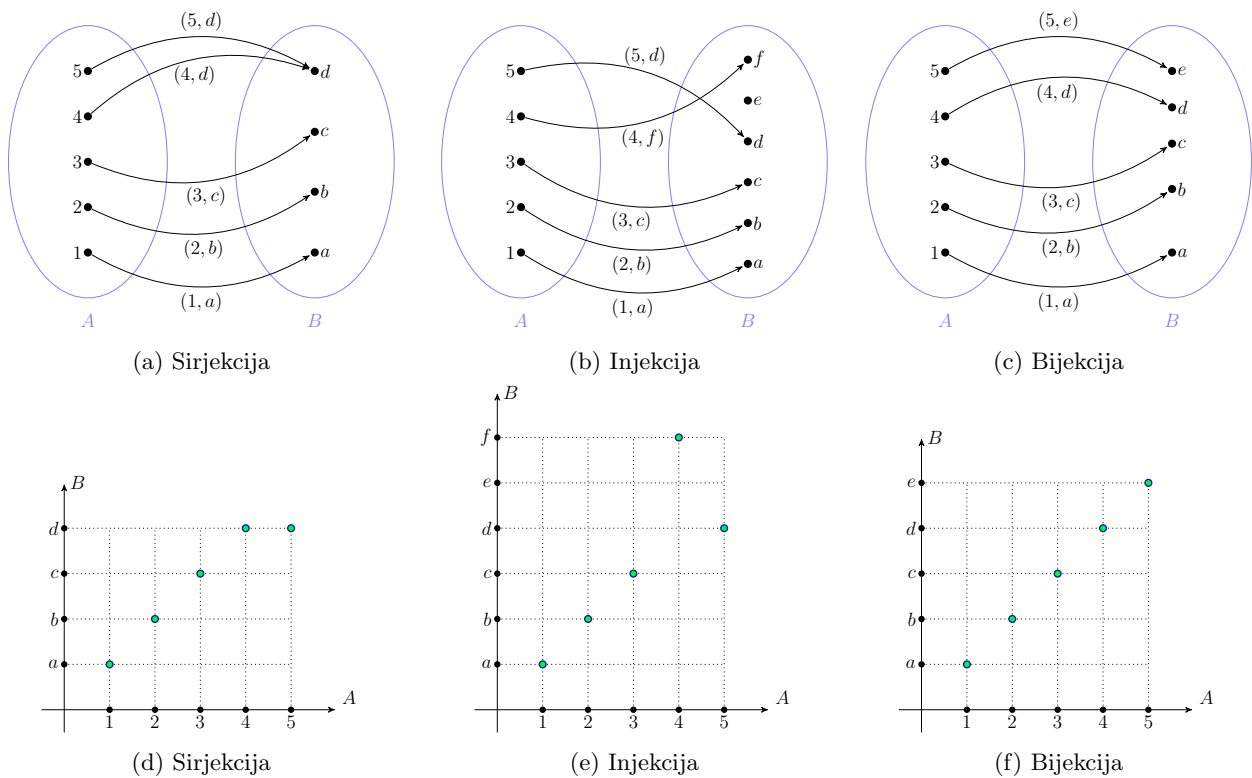 (5, d)
5
d
(4, d)
4
c
3
(3, c)
b
2
(2, b)
1
a
(1, a)
A
B
(a) Sirjekcija
f
(5, d)
5
e
4
(4, f)
d
3
c
2
(3, c)
b
1
(2, b)
a
(1, a)
A
B
(b) Injekcija
(5, e)
5
e
(4, d)
d
4
c
3
(3, c)
b
2
(2, b)
1
a
(1, a)
A
B
(c) Bijekcija
B
d
c
b
a
A
1 2 3 4 5
(d) Sirjekcija
B
f
e
d
c
b
a
A
1 2 3 4 5
(e) Injekcija
B
e
d
c
b
a
A
1 2 3 4 5
(f) Bijekcija